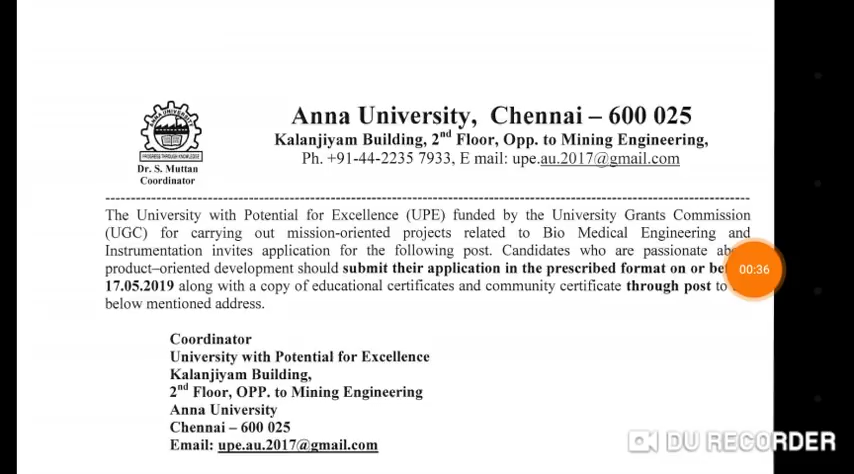 Anna University, Chennai – 600 025
Kalanjiyam Building, 2nd Floor, Opp. to Mining Engineering,
Ph. +91-44-2235 7933, E mail: upe.au.2017@gmail.com
ANNA UNIVERSITY
PROGRESS THROUGH KNOWLEDGE
Dr. S. Muttan
Coordinator
The University with Potential for Excellence (UPE) funded by the University Grants Commission
(UGC) for carrying out mission-oriented projects related to Bio Medical Engineering and
Instrumentation invites application for the following post. Candidates who are passionate
product–oriented development should submit their application in the prescribed format on or
17.05.2019 along with a copy of educational certificates and community certificate through post to
below mentioned address.
00:36
Coordinator
University with Potential for Excellence
Kalanjiyam Building,
2nd Floor, OPP. to Mining Engineering
Anna University
Chennai – 600 025
Email: upe.au.2017@gmail.com
DU RECORDER